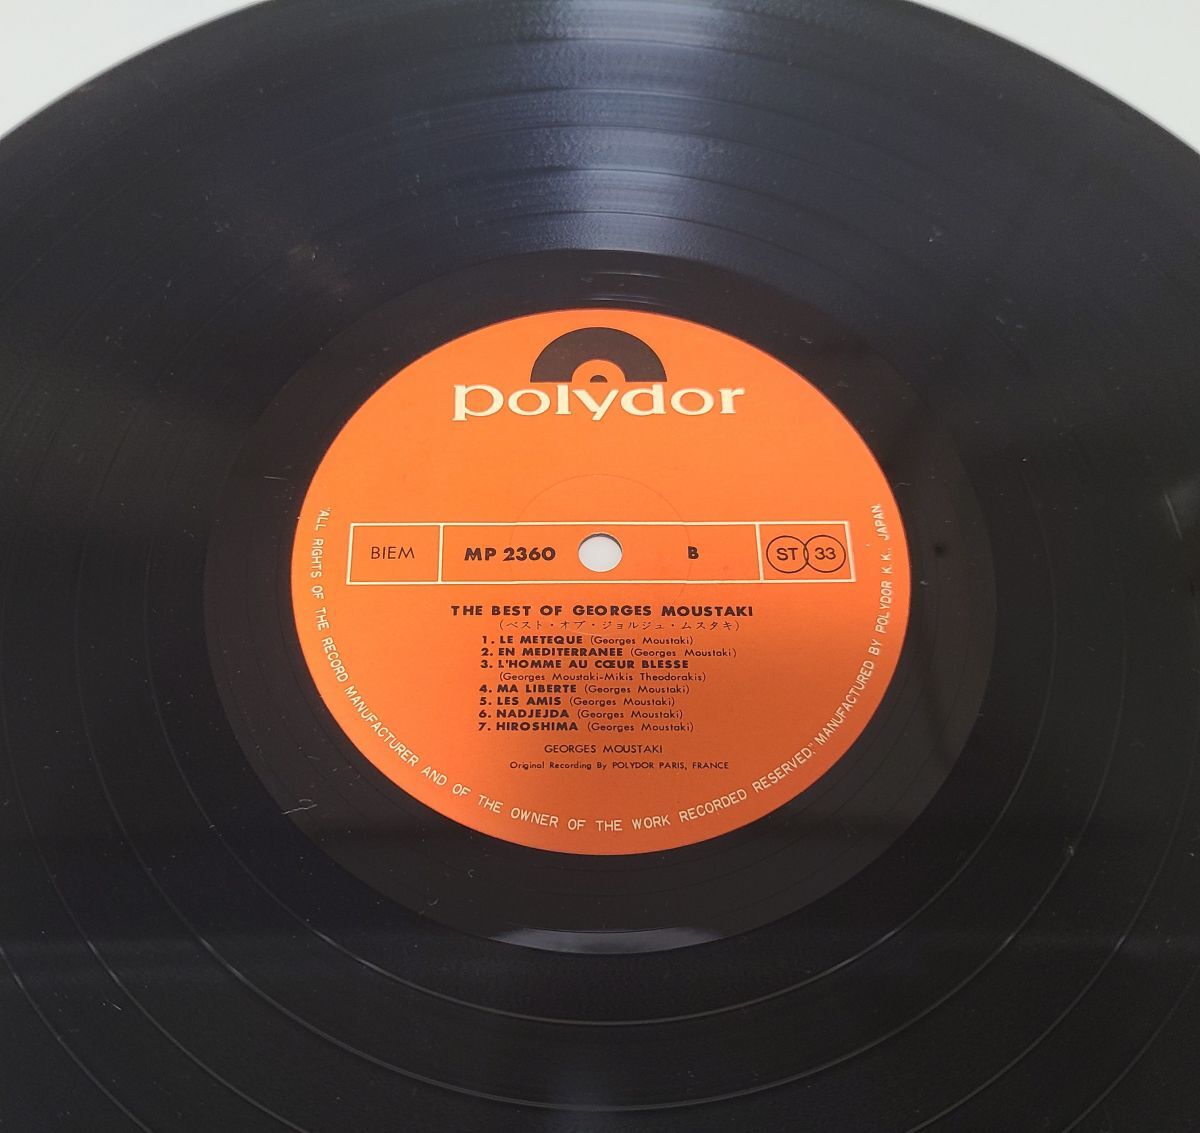 polydor
BIEM MP 2360 B ST 33
THE BEST OF GEORGES MOUSTAKI
(ベスト・オブ・ジョルジュ・ムスタキ)
1. LE METEQUE (Georges Moustaki)
2. EN MEDITERRANEE (Georges Moustaki)
3. L'HOMME AU CŒUR BLESSE
(Georges Moustaki-Mikis Theodorakis)
4. MA LIBERTE (Georges Moustaki)
5. LES AMIS (Georges Moustaki)
6. NADJEJDA (Georges Moustaki)
7. HIROSHIMA (Georges Moustaki)
GEORGES MOUSTAKI
Original Recording By POLYDOR PARIS, FRANCE
"ALL RIGHTS OF THE RECORD MANUFACTURER AND OF THE OWNER OF THE WORK RECORDED RESERVED." MANUFACTURED BY POLYDOR K.K., JAPAN